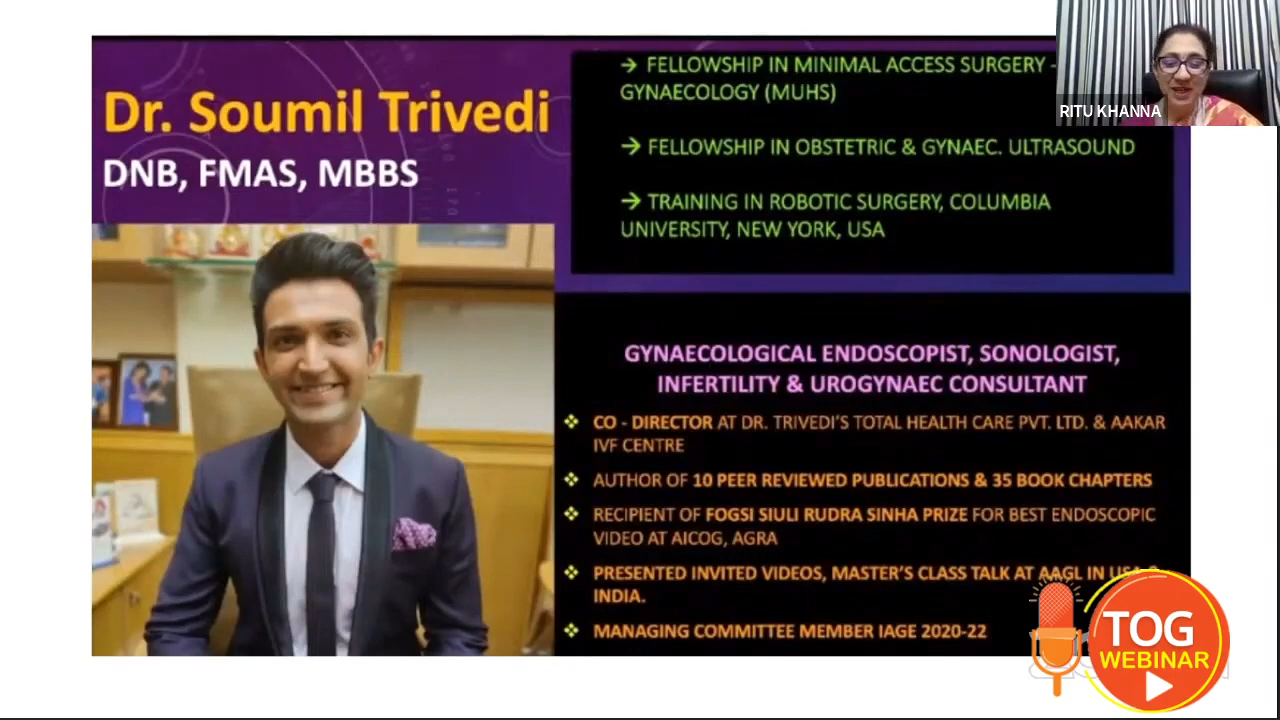 Dr. Soumil Trivedi
DNB, FMAS, MBBS
→ FELLOWSHIP IN MINIMAL ACCESS SURGERY -
GYNAECOLOGY (MUHS)
→ FELLOWSHIP IN OBSTETRIC & GYNAEC. ULTRASOUND
→ TRAINING IN ROBOTIC SURGERY, COLUMBIA
UNIVERSITY, NEW YORK, USA
RITU KHANNA
GYNAECOLOGICAL ENDOSCOPIST, SONOLOGIST,
INFERTILITY & UROGYNAEC CONSULTANT
❖ CO - DIRECTOR AT DR. TRIVEDI'S TOTAL HEALTH CARE PVT. LTD. & AAKAR
IVF CENTRE
❖ AUTHOR OF 10 PEER REVIEWED PUBLICATIONS & 35 BOOK CHAPTERS
❖ RECIPIENT OF FOGSI SIULI RUDRA SINHA PRIZE FOR BEST ENDOSCOPIC
VIDEO AT AICOG, AGRA
❖ PRESENTED INVITED VIDEOS, MASTER'S CLASS TALK AT AAGL IN
INDIA.
❖ MANAGING COMMITTEE MEMBER IAGE 2020-22
TOG
WEBINAR